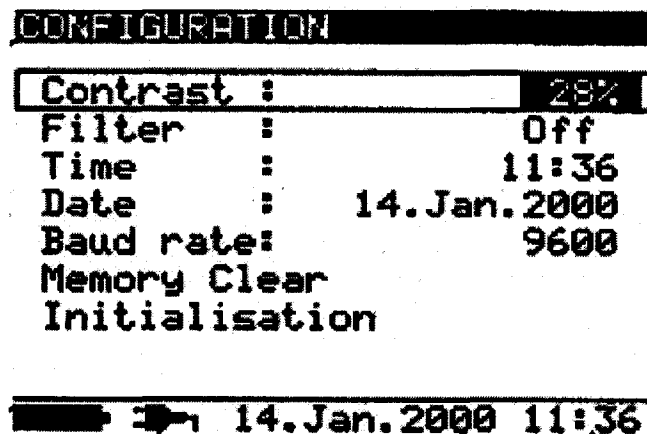 CONFIGURATION
Contrast : 28%
Filter : Off
Time : 11:36
Date : 14.Jan.2000
Baud rate: 9600
Memory Clear
Initialisation
14.Jan.2000 11:36